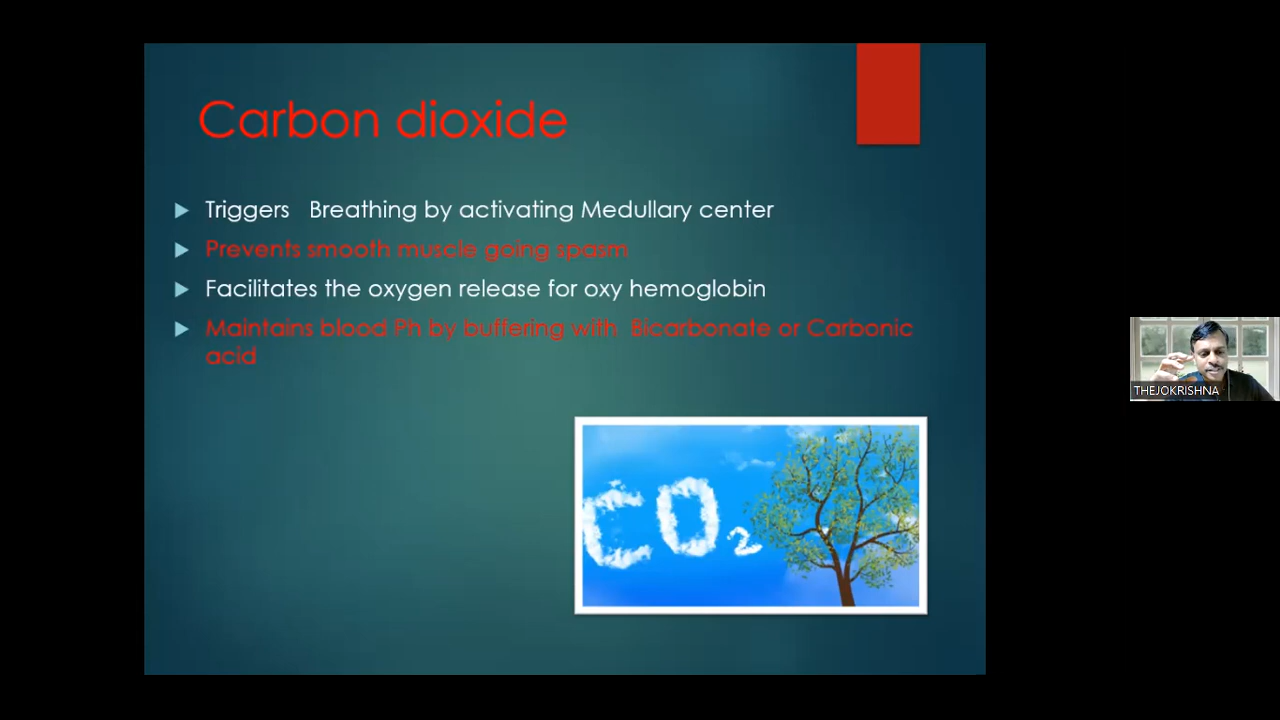 Carbon dioxide
Triggers Breathing by activating Medullary center
Prevents smooth muscle going spasm
Facilitates the oxygen release for oxy hemoglobin
Maintains blood Ph by buffering with Bicarbonate or Carbonic
acid
CO2
THEJOKRISHNA